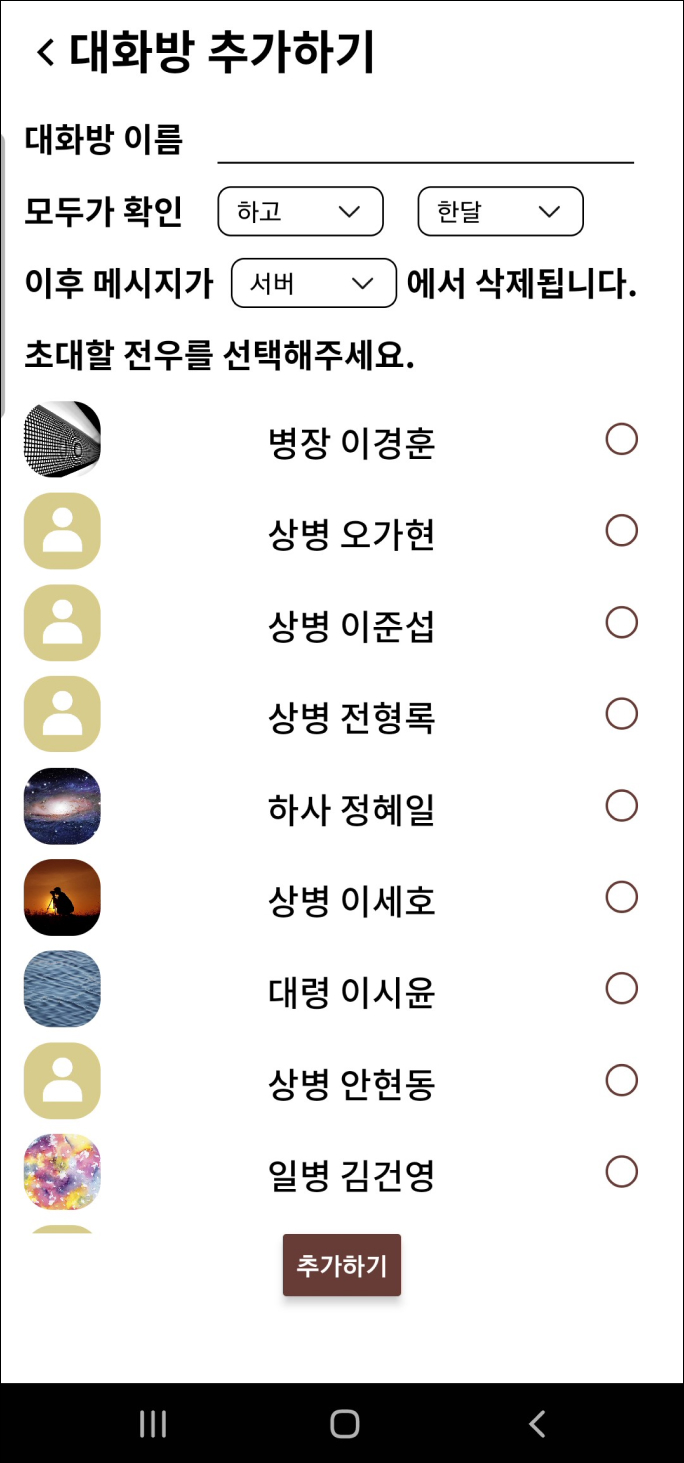 대화방 추가하기
대화방 이름
모두가 확인 하고 한달
이후 메시지가 서버 에서 삭제됩니다.
초대할 전우를 선택해주세요.
병장 이경훈
상병 오가현
상병 이준섭
상병 전형록
하사 정혜일
상병 이세호
대령 이시윤
상병 안현동
일병 김건영
추가하기